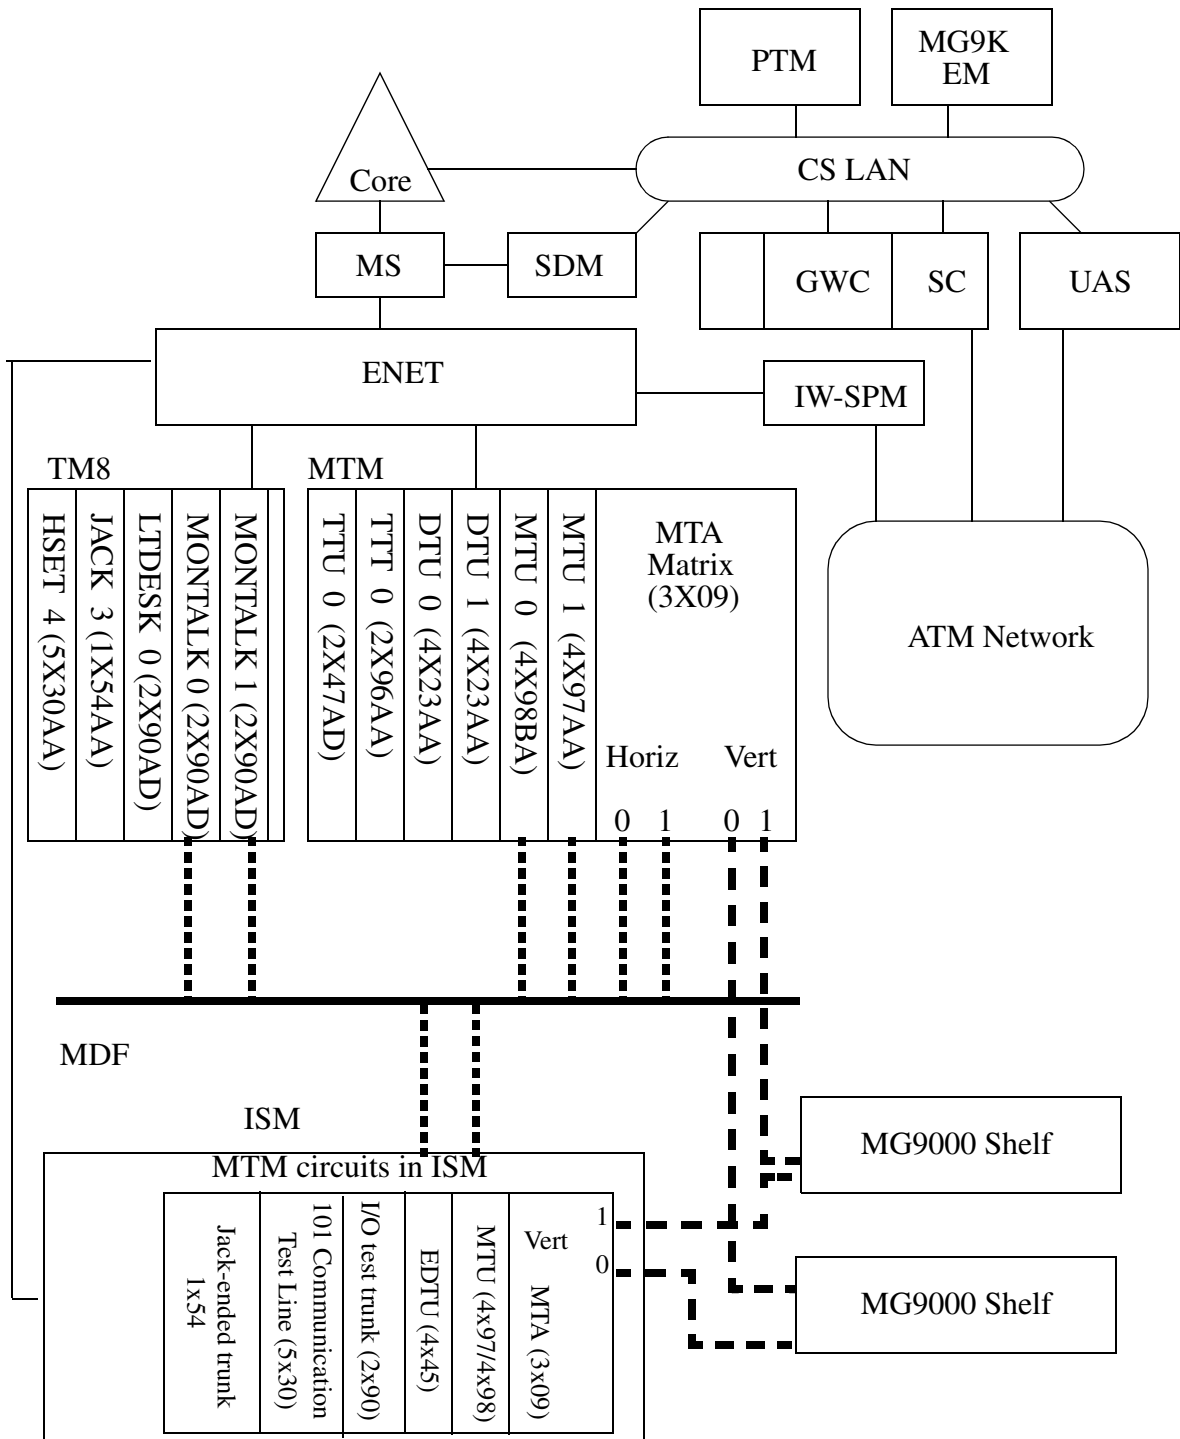 PTM
MG9K
EM
Core
CS LAN
MS
SDM
GWC
SC
UAS
ENET
IW-SPM
TM8
MTM
HSET 4 (5X30AA)
JACK 3 (1X54AA)
LTDESK 0 (2X90AD)
MONTALK 0 (2X90AD)
MONTALK 1 (2X90AD)
TTU 0 (2X47AD)
TTT 0 (2X96AA)
DTU 0 (4X23AA)
DTU 1 (4X23AA)
MTU 0 (4X98BA)
MTU 1 (4X97AA)
MTA
Matrix
(3X09)
Horiz
Vert
0
1
0
1
ATM Network
MDF
ISM
MTM circuits in ISM
Jack-ended trunk
1x54
101 Communication
Test Line (5x30)
I/O test trunk (2x90)
EDTU (4x45)
MTU (4x97/4x98)
Vert
1
0
MTA (3x09)
MG9000 Shelf
MG9000 Shelf